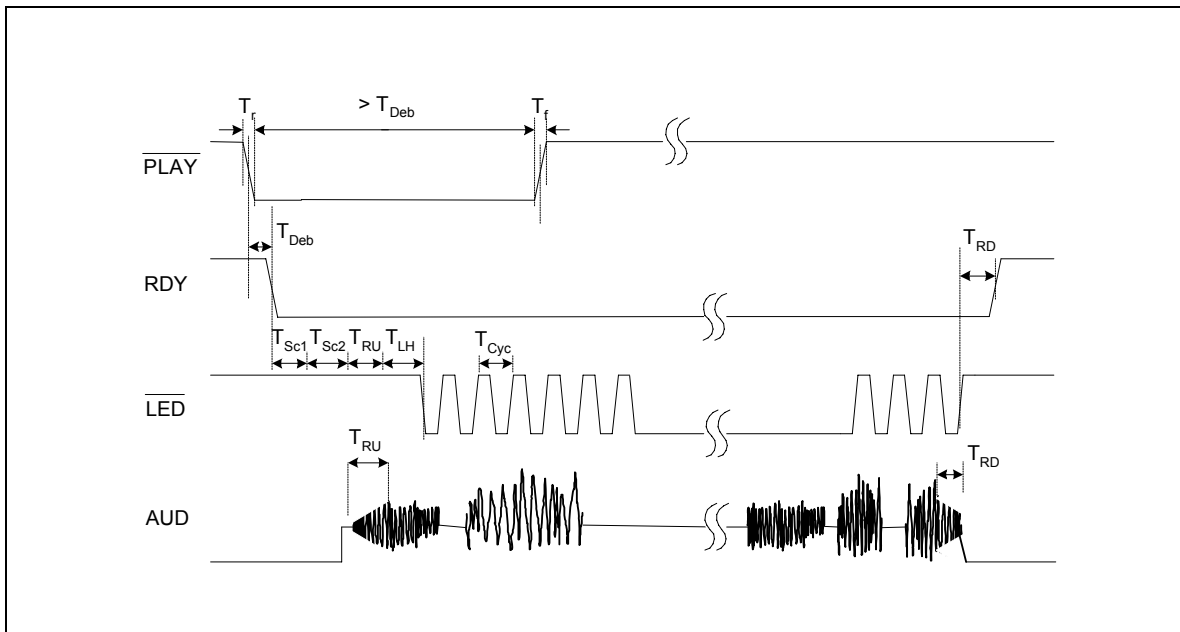 T_r
> T_Deb
T_f
PLAY
T_Deb
T_RD
RDY
T_Sc1 T_Sc2 T_RU T_LH
T_Cyc
LED
T_RU
T_RD
AUD